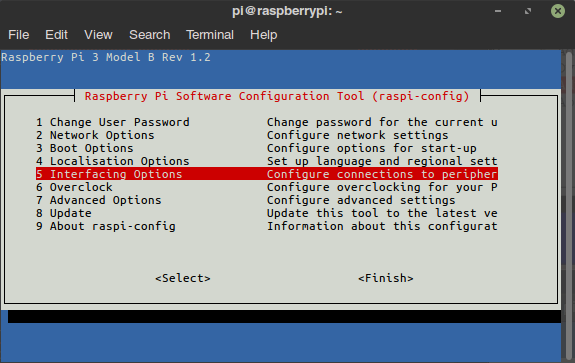 pi@raspberrypi: ~
File Edit View Search Terminal Help
Raspberry Pi 3 Model B Rev 1.2
Raspberry Pi Software Configuration Tool (raspi-config)
1 Change User Password Change password for the current u
2 Network Options Configure network settings
3 Boot Options Configure options for start-up
4 Localisation Options Set up language and regional sett
5 Interfacing Options Configure connections to peripher
6 Overclock Configure overclocking for your P
7 Advanced Options Configure advanced settings
8 Update Update this tool to the latest ve
9 About raspi-config Information about this configurat
<Select> <Finish>